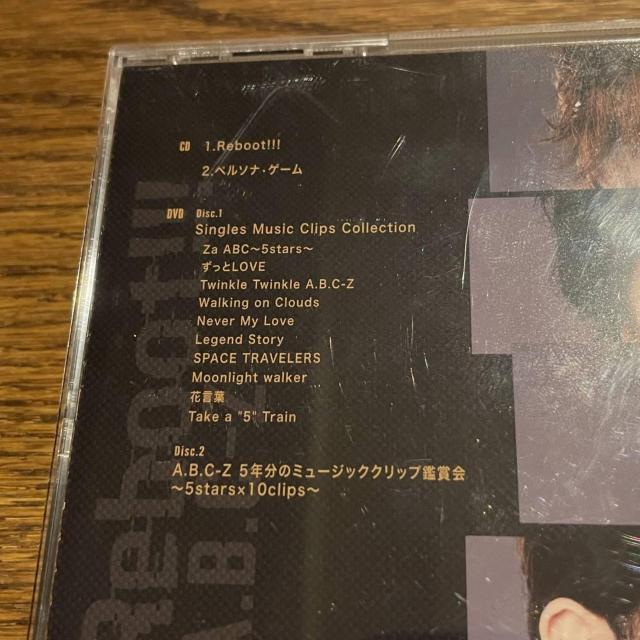 CD 1.Reboot!!!
2.ペルソナ・ゲーム
DVD Disc.1
Singles Music Clips Collection
Za ABC〜5stars〜
ずっとLOVE
Twinkle Twinkle A.B.C-Z
Walking on Clouds
Never My Love
Legend Story
SPACE TRAVELERS
Moonlight walker
花言葉
Take a "5" Train
Disc.2
A.B.C-Z 5年分のミュージッククリップ鑑賞会
〜5stars×10clips〜
Reboot!!!
A.B.C-Z